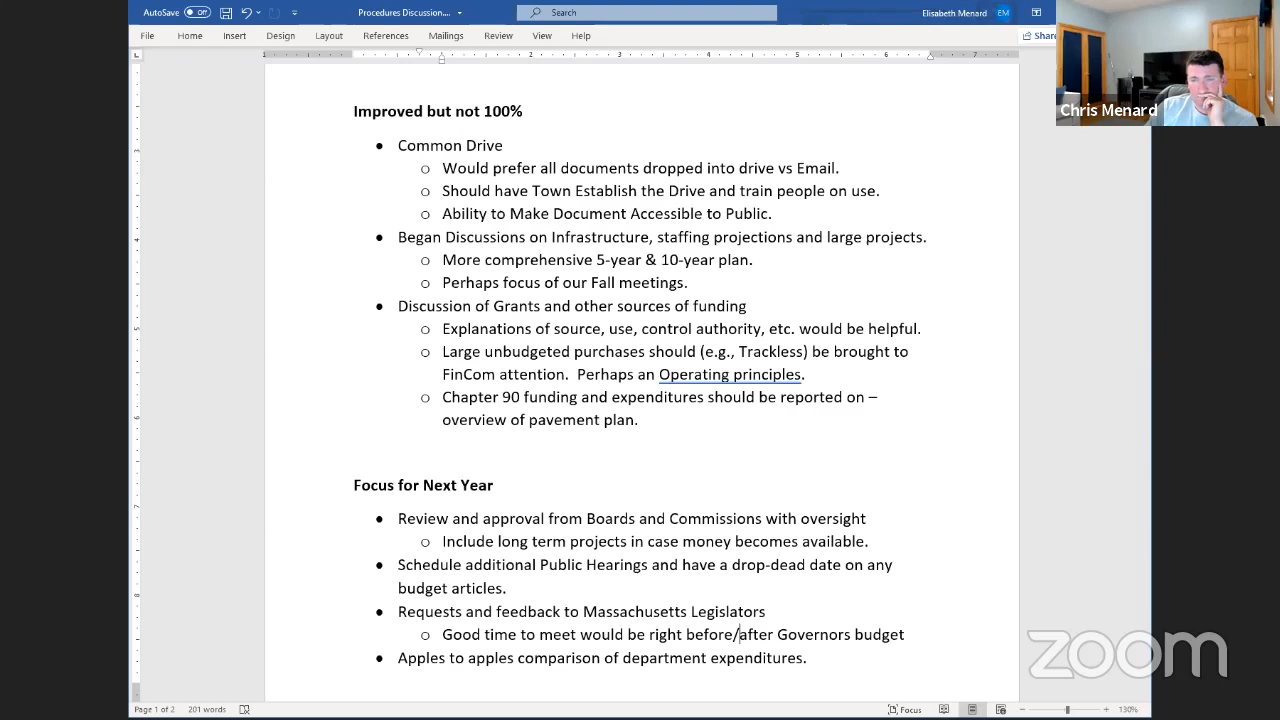 AutoSave Off Procedures Discussion.... Search Elisabeth Menard EM
File Home Insert Design Layout References Mailings Review View Help Share
1 1 2 3 4 5 6 7
Chris Menard
Improved but not 100%
• Common Drive
o Would prefer all documents dropped into drive vs Email.
o Should have Town Establish the Drive and train people on use.
o Ability to Make Document Accessible to Public.
• Began Discussions on Infrastructure, staffing projections and large projects.
o More comprehensive 5-year & 10-year plan.
o Perhaps focus of our Fall meetings.
• Discussion of Grants and other sources of funding
o Explanations of source, use, control authority, etc. would be helpful.
o Large unbudgeted purchases should (e.g., Trackless) be brought to
FinCom attention. Perhaps an Operating principles.
o Chapter 90 funding and expenditures should be reported on –
overview of pavement plan.
Focus for Next Year
• Review and approval from Boards and Commissions with oversight
o Include long term projects in case money becomes available.
• Schedule additional Public Hearings and have a drop-dead date on any
budget articles.
• Requests and feedback to Massachusetts Legislators
o Good time to meet would be right before/after Governors budget
• Apples to apples comparison of department expenditures.
zoom
Page 1 of 2 201 words Focus 130%